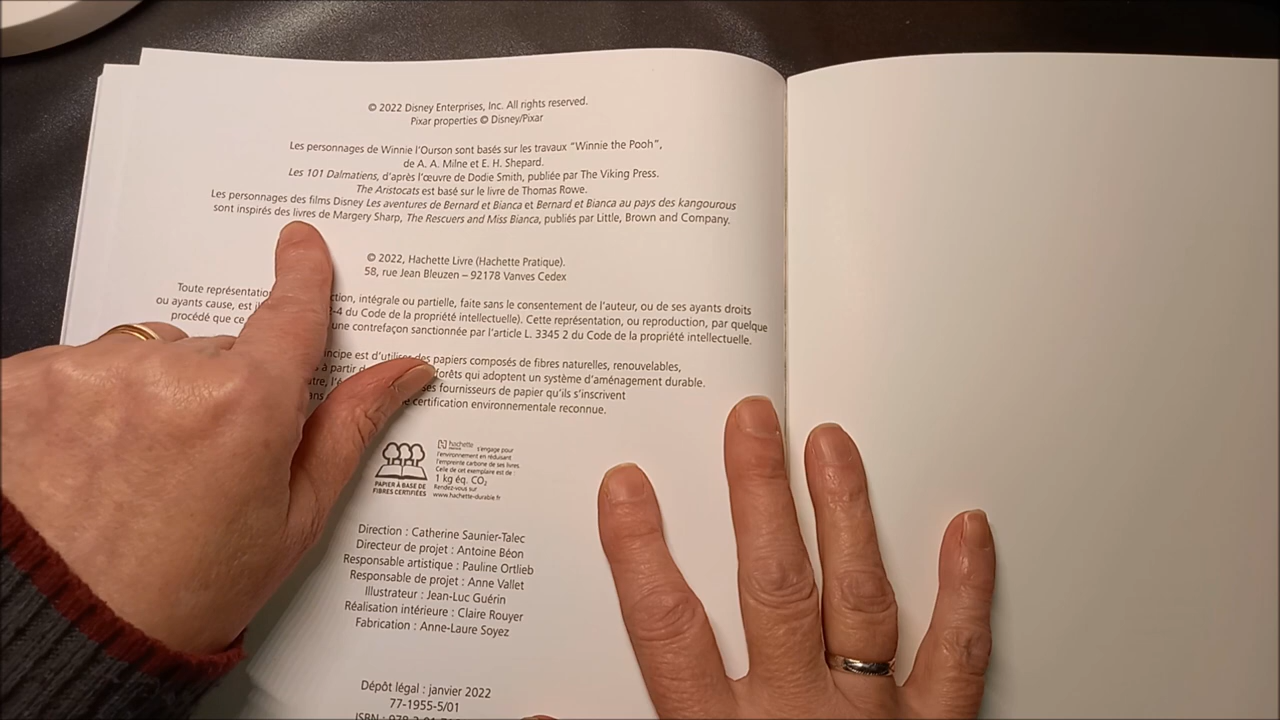 © 2022 Disney Enterprises, Inc. All rights reserved.
Pixar properties © Disney/Pixar
Les personnages de Winnie l'Ourson sont basés sur les travaux "Winnie the Pooh",
de A. A. Milne et E. H. Shepard.
Les 101 Dalmatiens, d'après l'œuvre de Dodie Smith, publiée par The Viking Press.
The Aristocats est basé sur le livre de Thomas Rowe.
Les personnages des films Disney Les aventures de Bernard et Bianca et Bernard et Bianca au pays des kangourous
sont inspirés des livres de Margery Sharp, The Rescuers and Miss Bianca, publiés par Little, Brown and Company.
© 2022, Hachette Livre (Hachette Pratique).
58, rue Jean Bleuzen – 92178 Vanves Cedex
Toute intégrale ou partielle, faite sans le consentement de l'auteur, ou de ses ayants droits
ou ayants cause, est du Code de la propriété intellectuelle). Cette représentation, ou reproduction, par quelque
procédé que une contrefaçon sanctionnée par l'article L. 3345 2 du Code de la propriété intellectuelle.
est d'utiliser des papiers composés de fibres naturelles, renouvelables,
à partir forêts qui adoptent un système d'aménagement durable.
fournisseurs de papier qu'ils s'inscrivent
certification environnementale reconnue.
hachette s'engage pour
l'environnement en réduisant
l'empreinte carbone de ses livres.
Celle de cet exemplaire est de :
1 kg éq. CO₂
Rendez-vous sur
www.hachette-durable.fr
PAPIER À BASE DE
FIBRES CERTIFIÉES
Direction : Catherine Saunier-Talec
Directeur de projet : Antoine Béon
Responsable artistique : Pauline Ortlieb
Responsable de projet : Anne Vallet
Illustrateur : Jean-Luc Guérin
Réalisation intérieure : Claire Rouyer
Fabrication : Anne-Laure Soyez
Dépôt légal : janvier 2022
77-1955-5/01